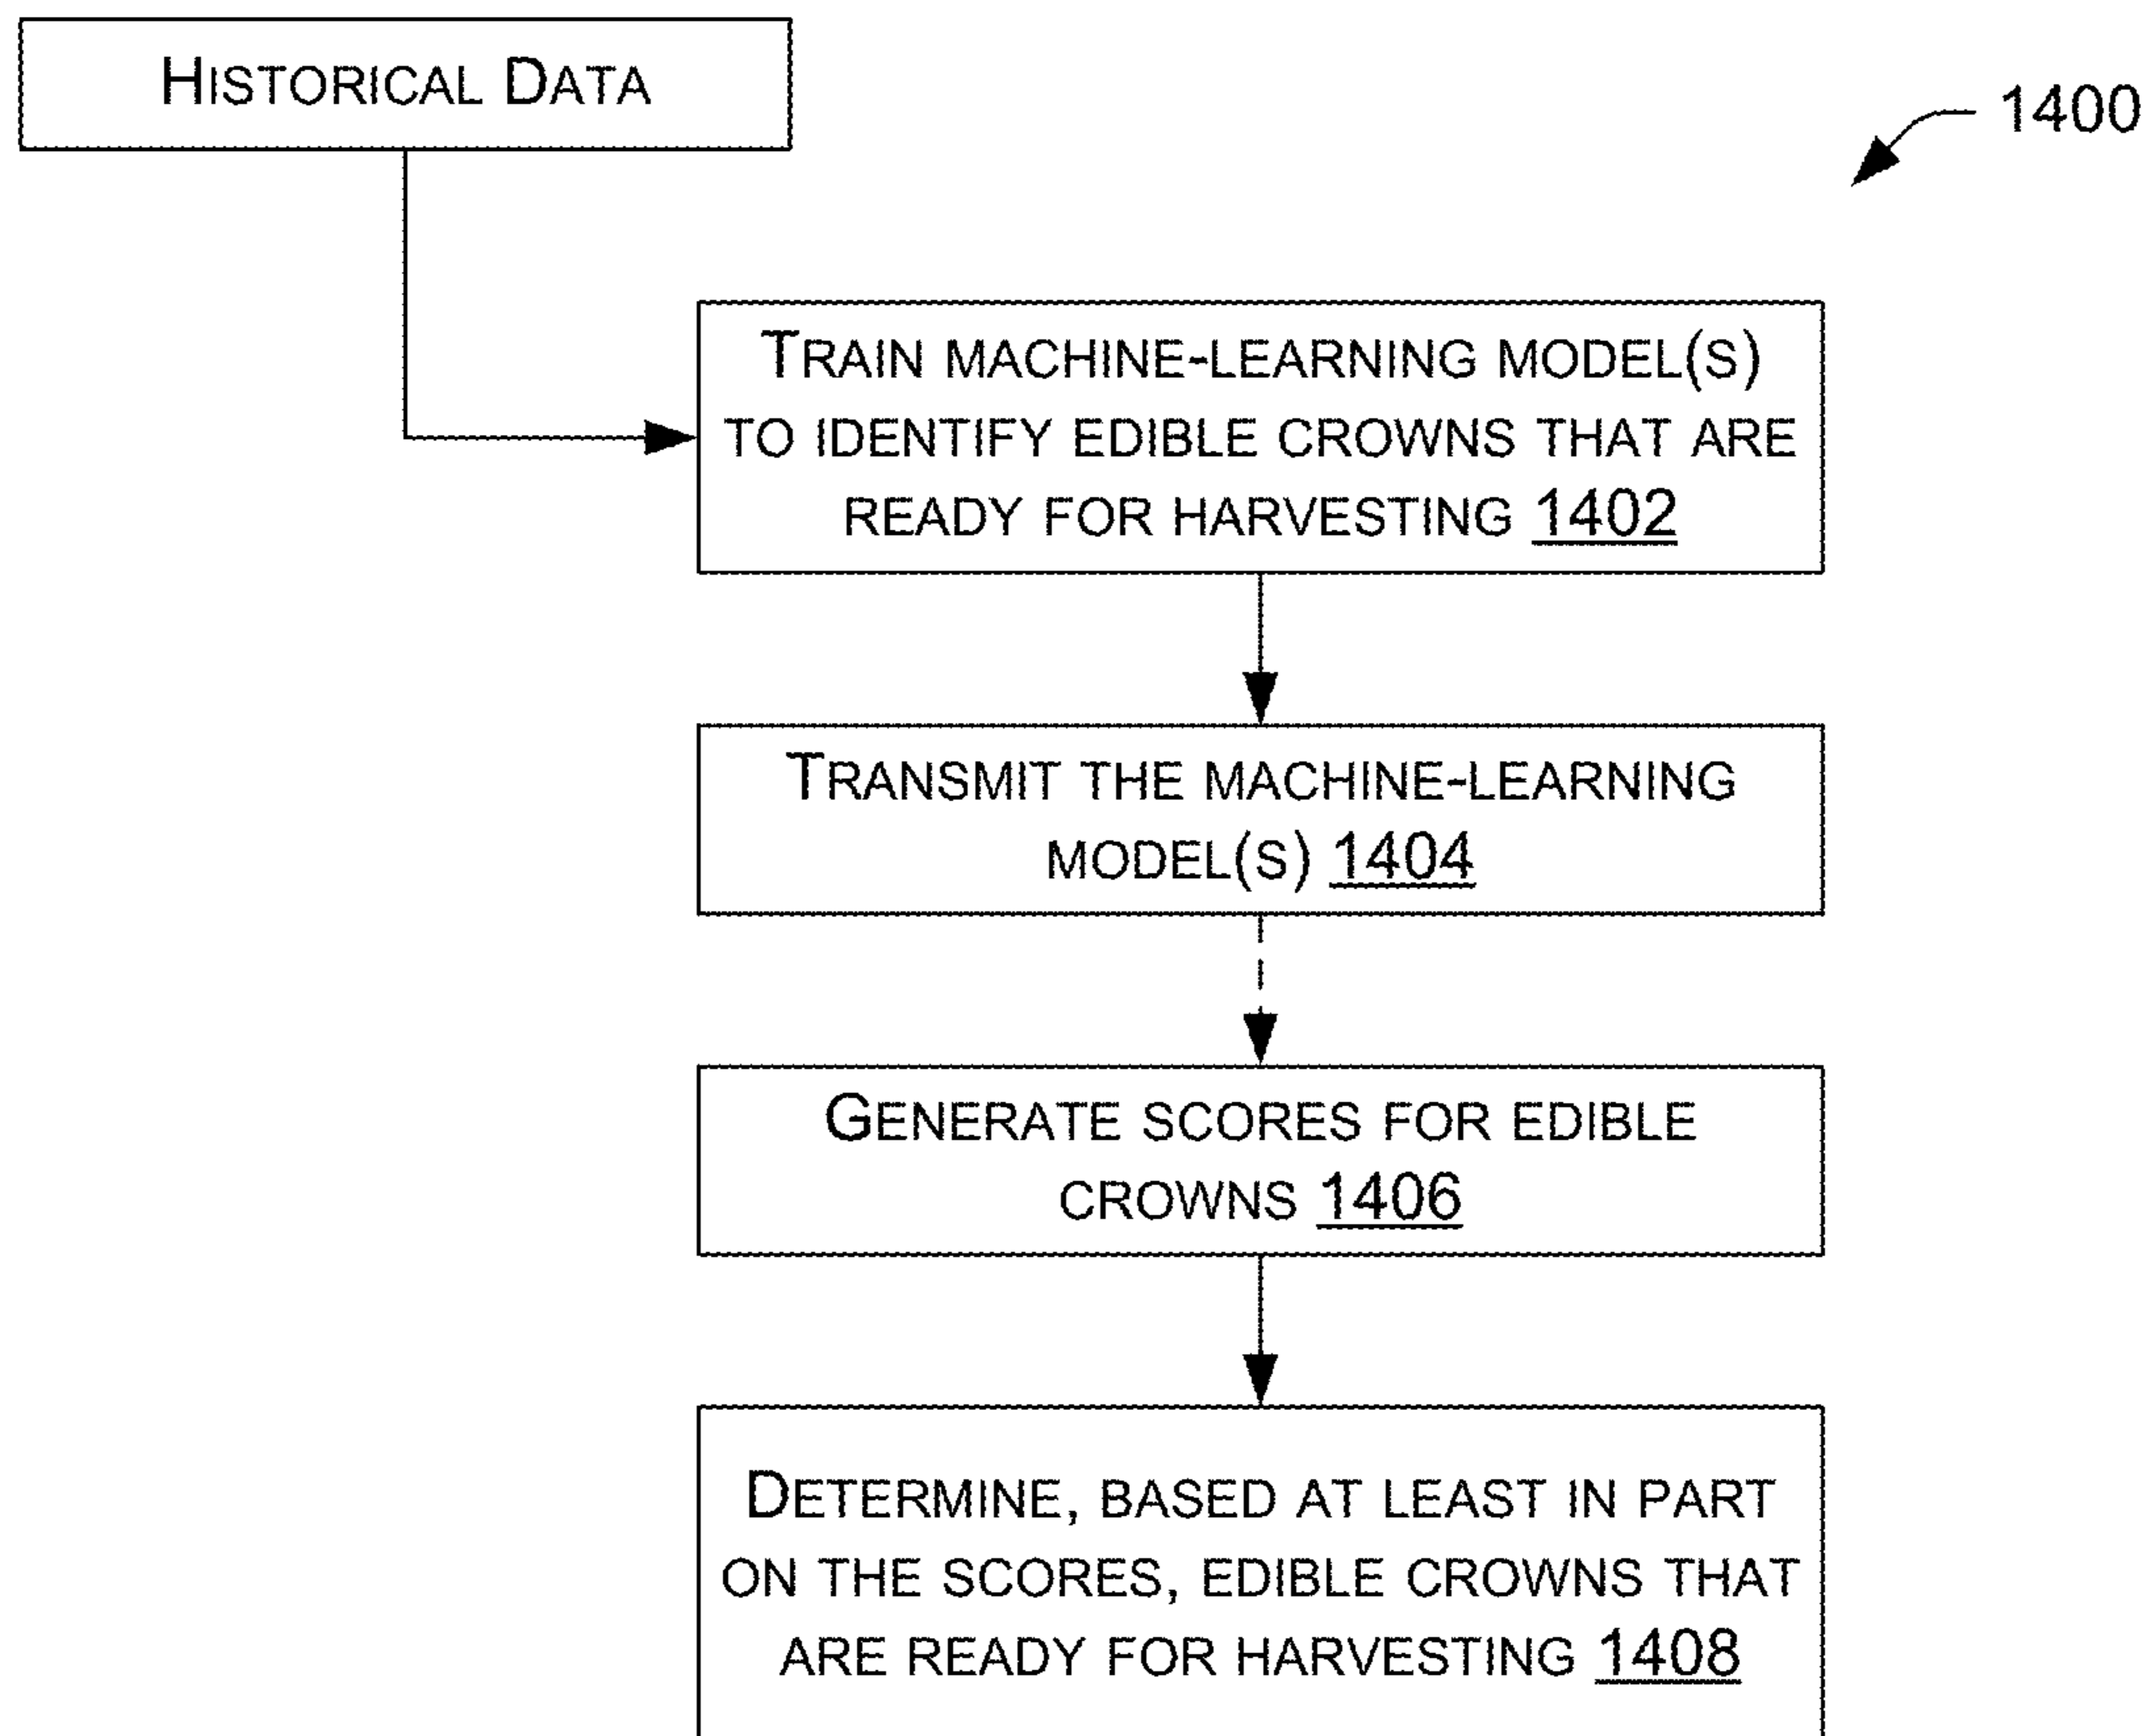 HISTORICAL DATA
1400
TRAIN MACHINE-LEARNING MODEL(S)
TO IDENTIFY EDIBLE CROWNS THAT ARE
READY FOR HARVESTING 1402
TRANSMIT THE MACHINE-LEARNING
MODEL(S) 1404
GENERATE SCORES FOR EDIBLE
CROWNS 1406
DETERMINE, BASED AT LEAST IN PART
ON THE SCORES, EDIBLE CROWNS THAT
ARE READY FOR HARVESTING 1408